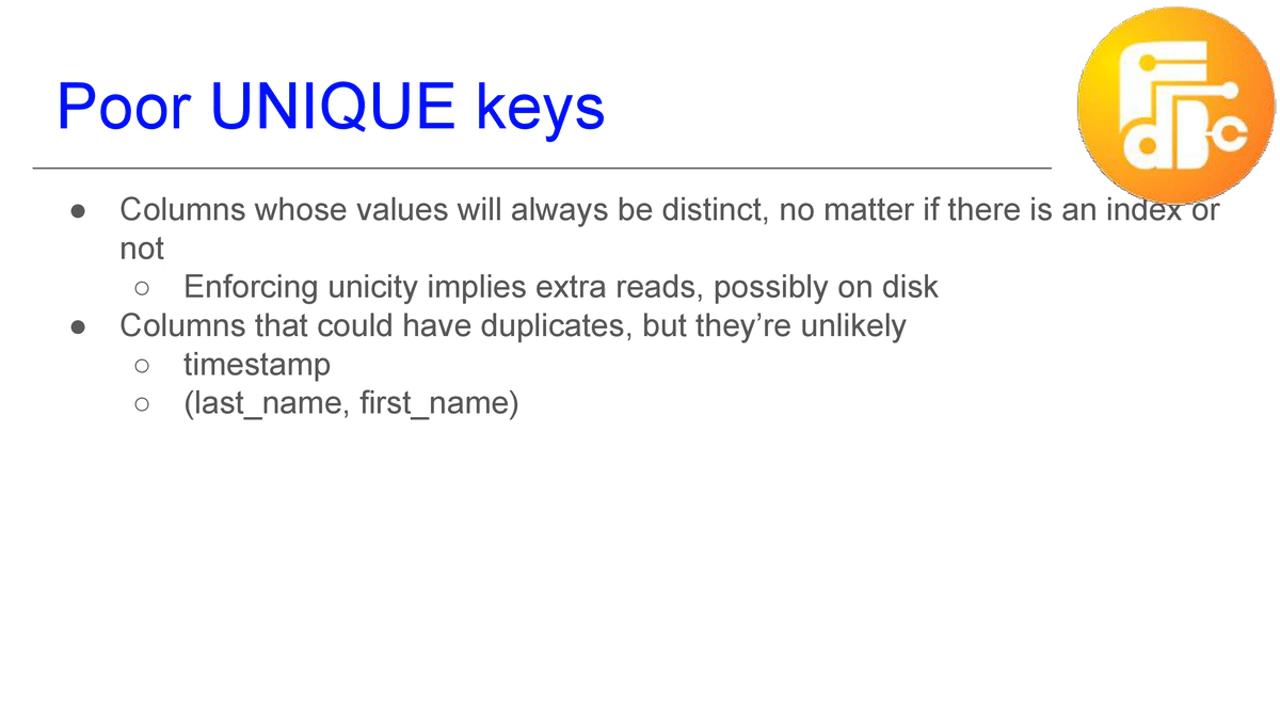 Poor UNIQUE keys
● Columns whose values will always be distinct, no matter if there is an index or
not
○ Enforcing unicity implies extra reads, possibly on disk
● Columns that could have duplicates, but they’re unlikely
○ timestamp
○ (last_name, first_name)